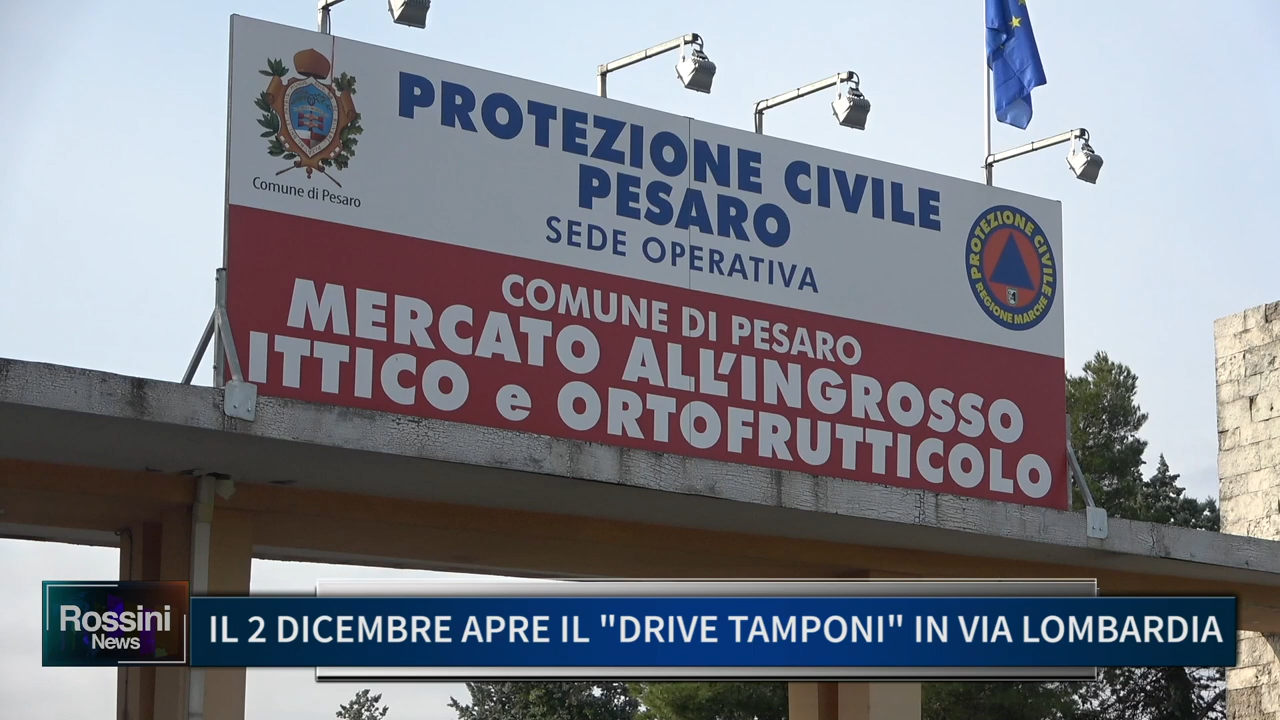 PROTEZIONE CIVILE
PESARO
SEDE OPERATIVA
Comune di Pesaro
PROTEZIONE CIVILE
REGIONE MARCHE
COMUNE DI PESARO
MERCATO ALL'INGROSSO
ITTICO e ORTOFRUTTICOLO
Rossini
News
IL 2 DICEMBRE APRE IL "DRIVE TAMPONI" IN VIA LOMBARDIA